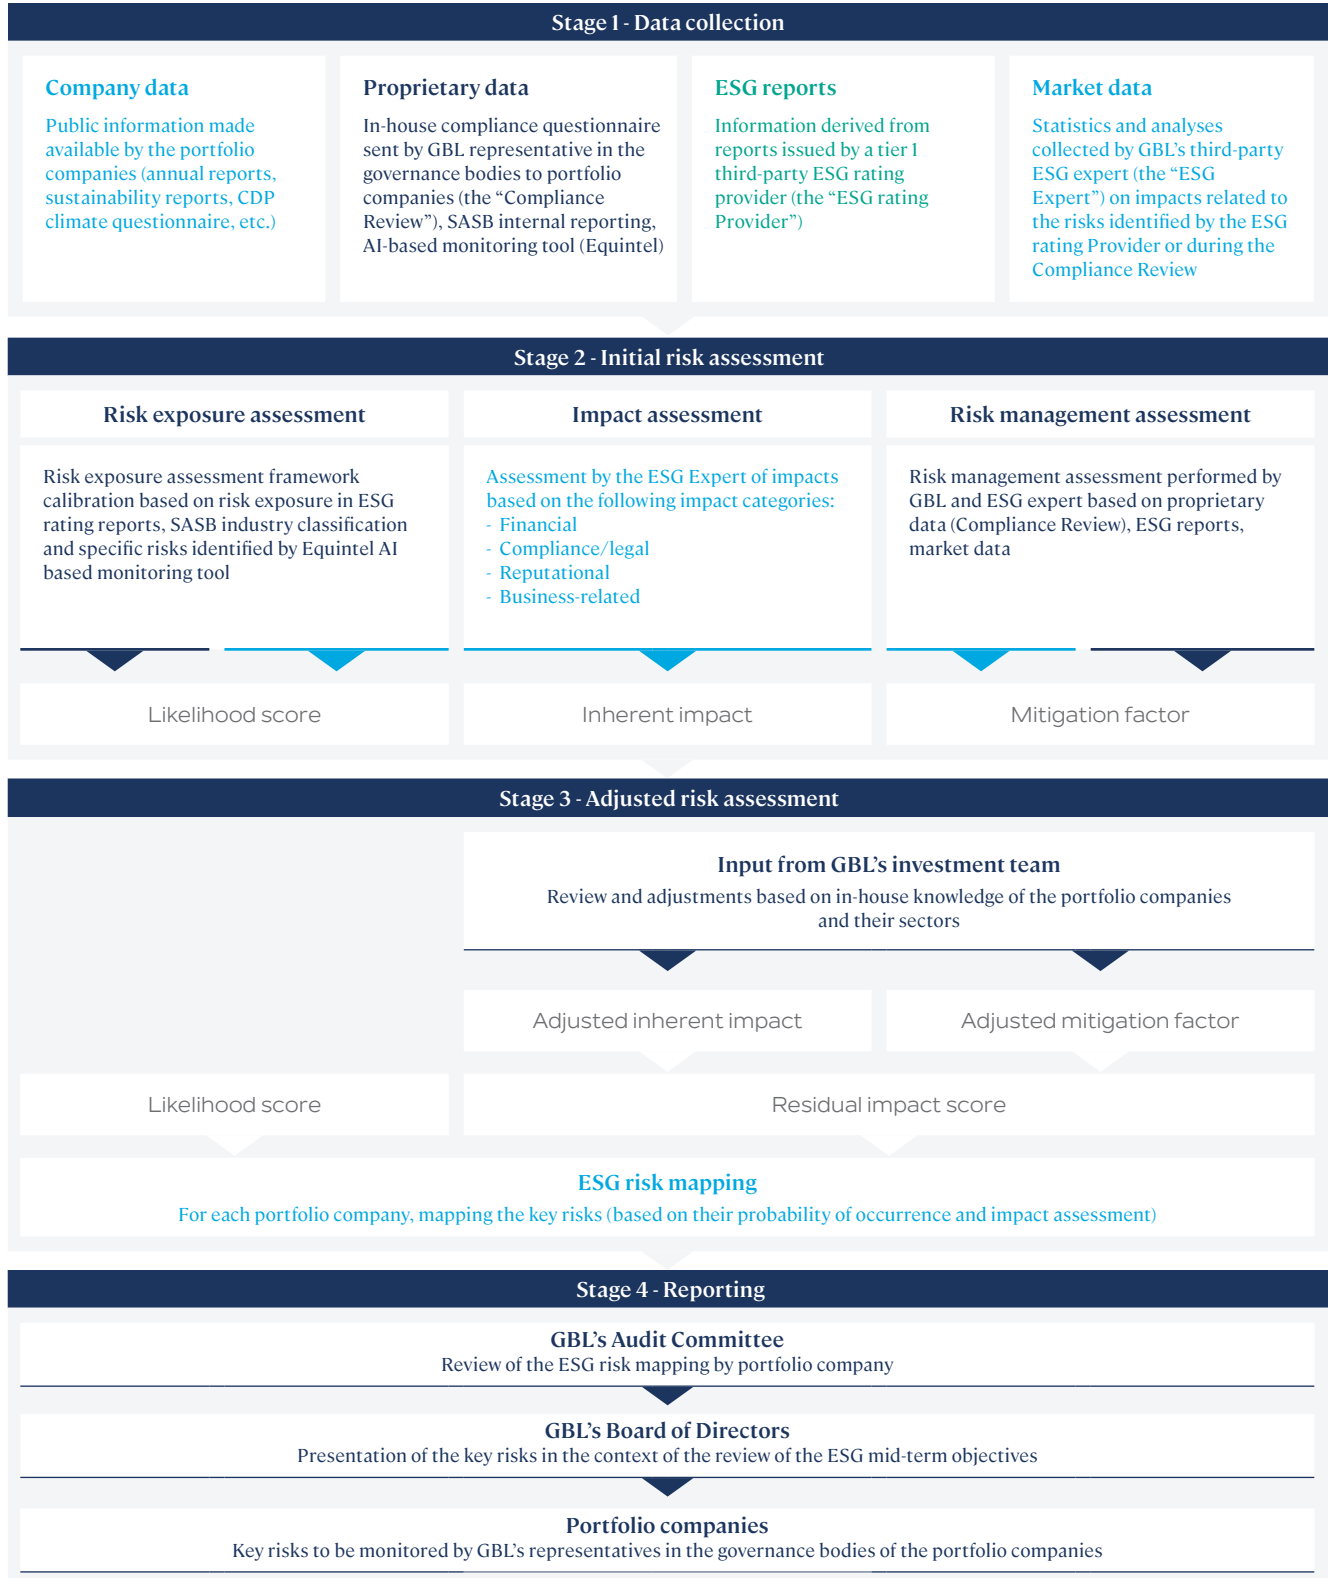 Stage 1 - Data collection
Company data
Public information made
available by the portfolio
companies (annual reports,
sustainability reports, CDP
climate questionnaire, etc.)
Proprietary data
In-house compliance questionnaire
sent by GBL representative in the
governance bodies to portfolio
companies (the “Compliance
Review”), SASB internal reporting,
AI-based monitoring tool (Equintel)
ESG reports
Information derived from
reports issued by a tier 1
third-party ESG rating
provider (the “ESG rating
Provider”)
Market data
Statistics and analyses
collected by GBL’s third-party
ESG expert (the “ESG
Expert”) on impacts related to
the risks identified by the ESG
rating Provider or during the
Compliance Review
Stage 2 - Initial risk assessment
Risk exposure assessment
Risk exposure assessment framework
calibration based on risk exposure in ESG
rating reports, SASB industry classification
and specific risks identified by Equintel AI
based monitoring tool
Likelihood score
Impact assessment
Assessment by the ESG Expert of impacts
based on the following impact categories:
- Financial
- Compliance/legal
- Reputational
- Business-related
Inherent impact
Risk management assessment
Risk management assessment performed by
GBL and ESG expert based on proprietary
data (Compliance Review), ESG reports,
market data
Mitigation factor
Stage 3 - Adjusted risk assessment
Input from GBL’s investment team
Review and adjustments based on in-house knowledge of the portfolio companies
and their sectors
Adjusted inherent impact
Adjusted mitigation factor
Likelihood score
Residual impact score
ESG risk mapping
For each portfolio company, mapping the key risks (based on their probability of occurrence and impact assessment)
Stage 4 - Reporting
GBL’s Audit Committee
Review of the ESG risk mapping by portfolio company
GBL’s Board of Directors
Presentation of the key risks in the context of the review of the ESG mid-term objectives
Portfolio companies
Key risks to be monitored by GBL’s representatives in the governance bodies of the portfolio companies